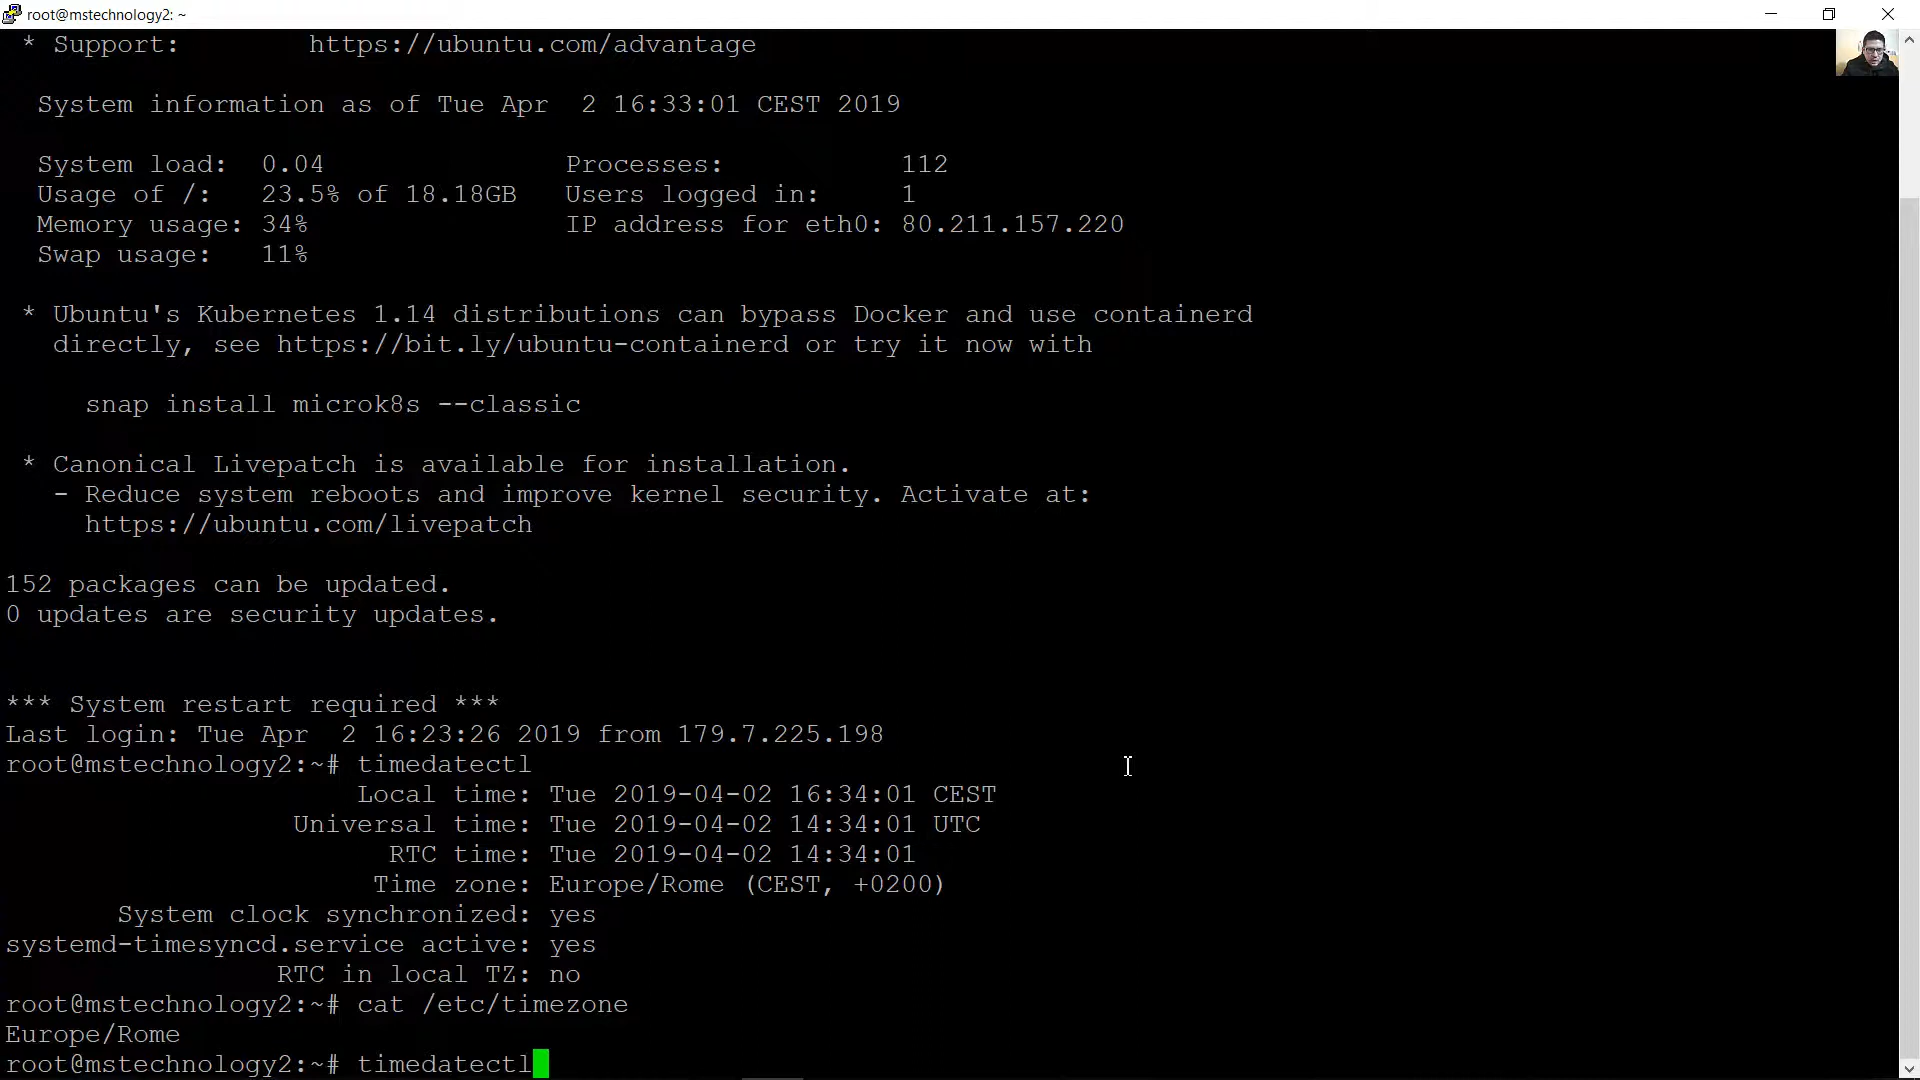 root@mstechnology2: ~
* Support:        https://ubuntu.com/advantage
System information as of Tue Apr  2 16:33:01 CEST 2019
System load:  0.04               Processes:           112
Usage of /:   23.5% of 18.18GB   Users logged in:     1
Memory usage: 34%                IP address for eth0: 80.211.157.220
Swap usage:   11%
* Ubuntu's Kubernetes 1.14 distributions can bypass Docker and use containerd
directly, see https://bit.ly/ubuntu-containerd or try it now with
snap install microk8s --classic
* Canonical Livepatch is available for installation.
- Reduce system reboots and improve kernel security. Activate at:
https://ubuntu.com/livepatch
152 packages can be updated.
0 updates are security updates.
*** System restart required ***
Last login: Tue Apr  2 16:23:26 2019 from 179.7.225.198
root@mstechnology2:~# timedatectl
Local time: Tue 2019-04-02 16:34:01 CEST
Universal time: Tue 2019-04-02 14:34:01 UTC
RTC time: Tue 2019-04-02 14:34:01
Time zone: Europe/Rome (CEST, +0200)
System clock synchronized: yes
systemd-timesyncd.service active: yes
RTC in local TZ: no
root@mstechnology2:~# cat /etc/timezone
Europe/Rome
root@mstechnology2:~# timedatectl